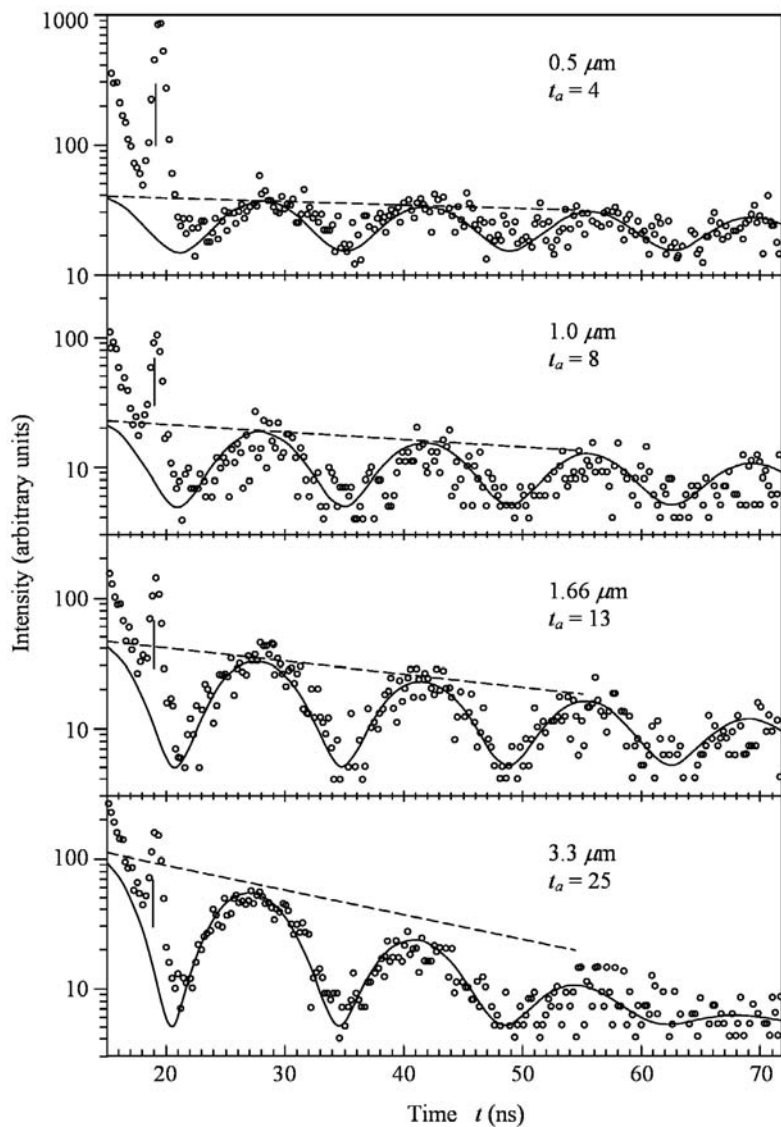 1000
0.5 μm
t_a = 4
100
10
1.0 μm
t_a = 8
100
10
Intensity (arbitrary units)
1.66 μm
t_a = 13
100
10
3.3 μm
t_a = 25
100
10
20 30 40 50 60 70
Time t (ns)